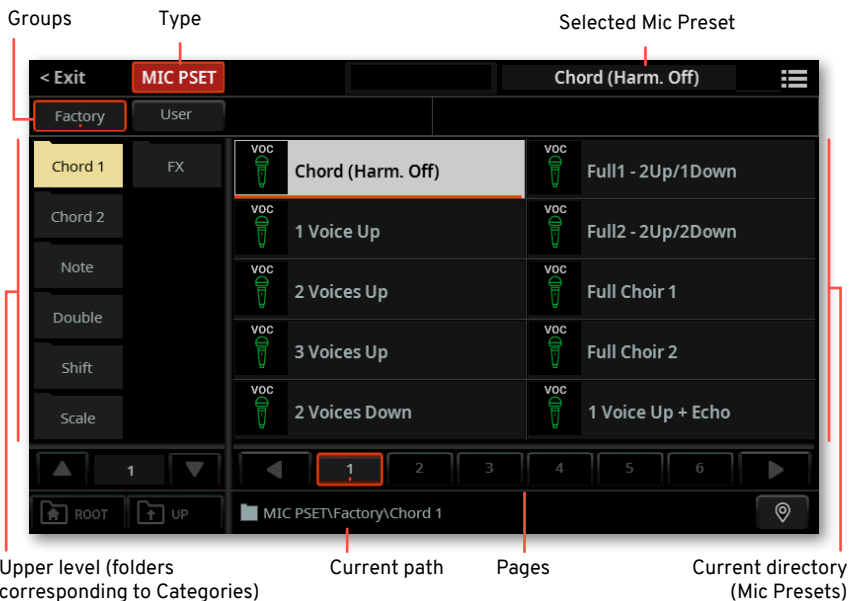 Groups
Type
Selected Mic Preset
< Exit
MIC PSET
Chord (Harm. Off)
Factory
User
Chord 1
FX
Chord 2
Note
Double
Shift
Scale
VOC
Chord (Harm. Off)
VOC
Full1 - 2Up/1Down
VOC
1 Voice Up
VOC
Full2 - 2Up/2Down
VOC
2 Voices Up
VOC
Full Choir 1
VOC
3 Voices Up
VOC
Full Choir 2
VOC
2 Voices Down
VOC
1 Voice Up + Echo
1
1
2
3
4
5
6
ROOT
UP
MIC PSET\Factory\Chord 1
Upper level (folders
corresponding to Categories)
Current path
Pages
Current directory
(Mic Presets)